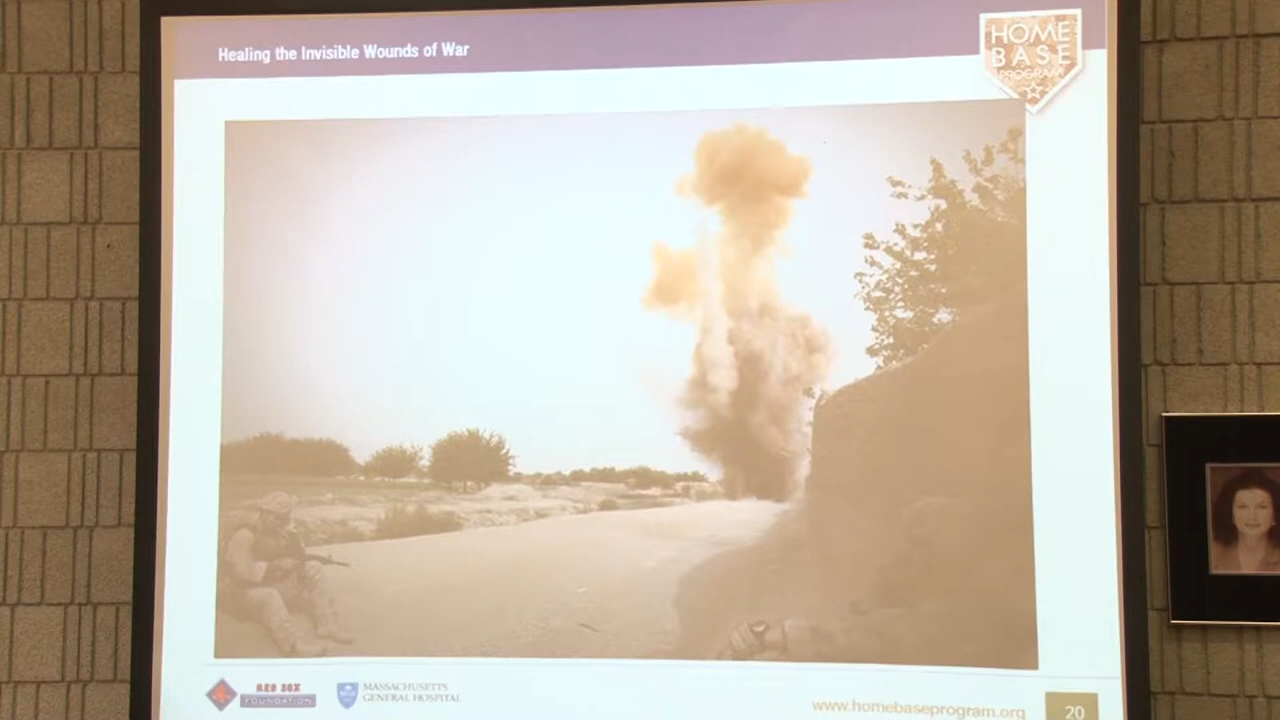 Healing the Invisible Wounds of War
HOME
BASE
PROGRAM
RED SOX
FOUNDATION
MASSACHUSETTS
GENERAL HOSPITAL
www.homebaseprogram.org
20